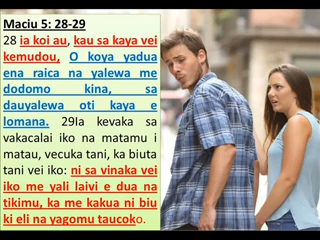 Maciu 5: 28-29
28 ia koi au, kau sa kaya vei
kemudou, O koya yadua
ena raica na yalewa me
dodomo kina, sa
dauyalewa oti kaya e
lomana. 29Ia kevaka sa
vakacalai iko na matamu i
matau, vecuka tani, ka biuta
tani vei iko: ni sa vinaka vei
iko me yali laivi e dua na
tikimu, ka me kakua ni biu
ki eli na yagomu taucoko.